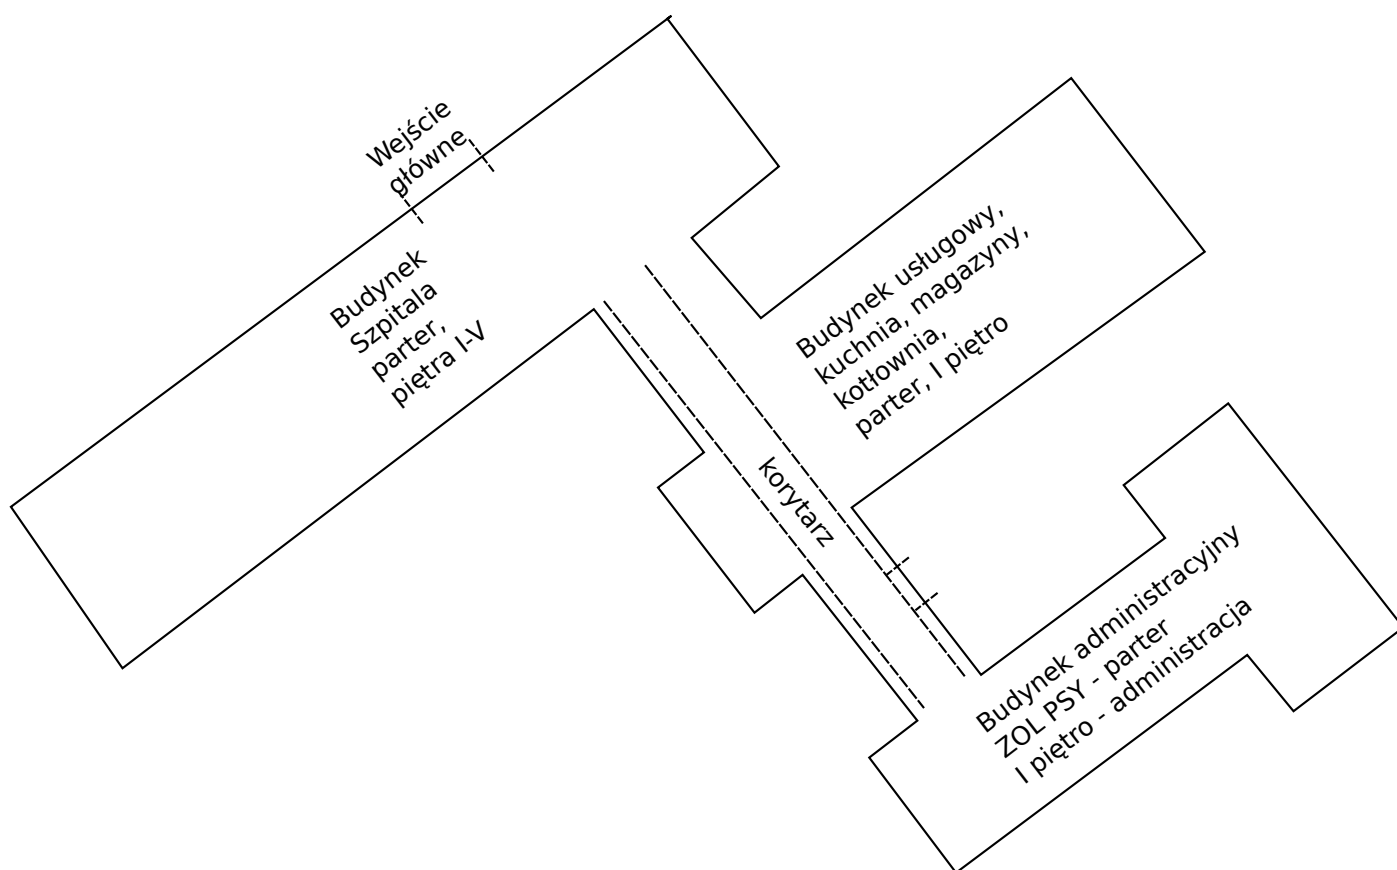 Wejście
główne
Budynek
Szpitala
parter,
piętra I-V
Budynek usługowy,
kuchnia, magazyny,
kotłownia,
parter, I piętro
korytarz
Budynek administracyjny
ZOL PSY - parter
I piętro - administracja